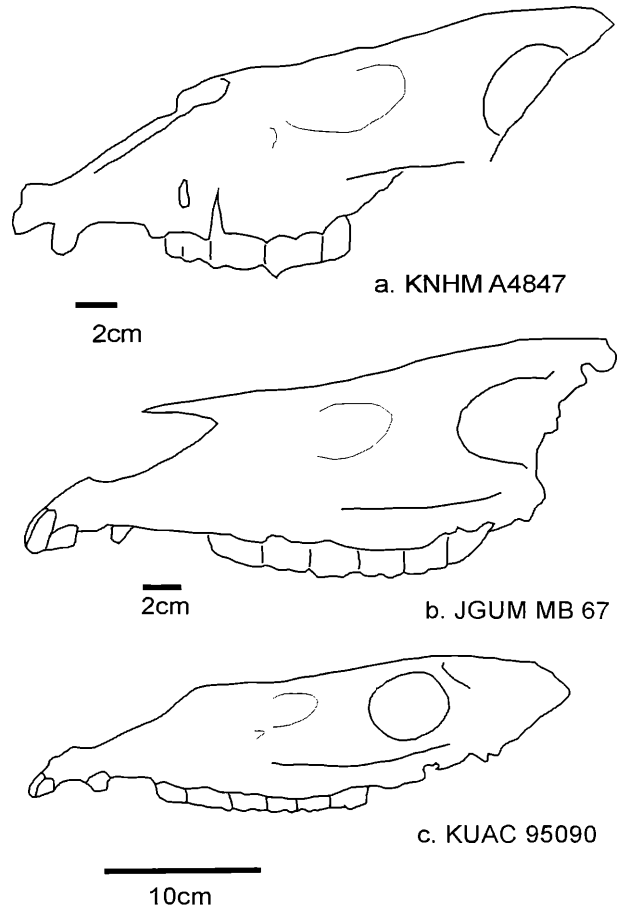 a. KNHM A4847
2cm
2cm
b. JGUM MB 67
c. KUAC 95090
10cm